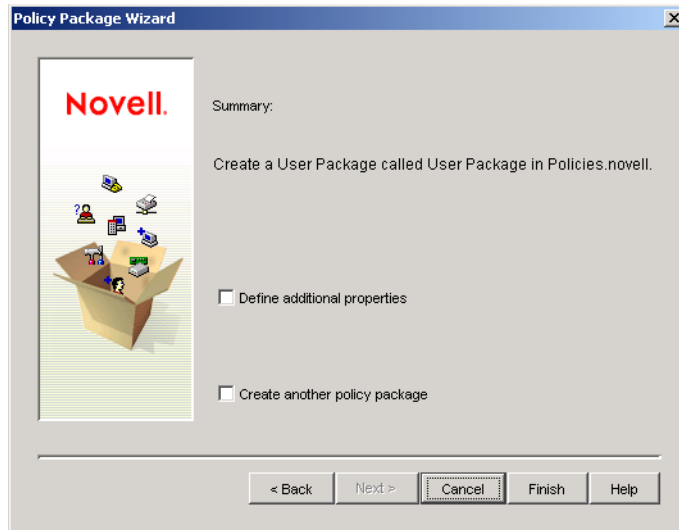 Policy Package Wizard
Novell.
Summary:
Create a User Package called User Package in Policies.novell.
Define additional properties
Create another policy package
< Back
Next >
Cancel
Finish
Help